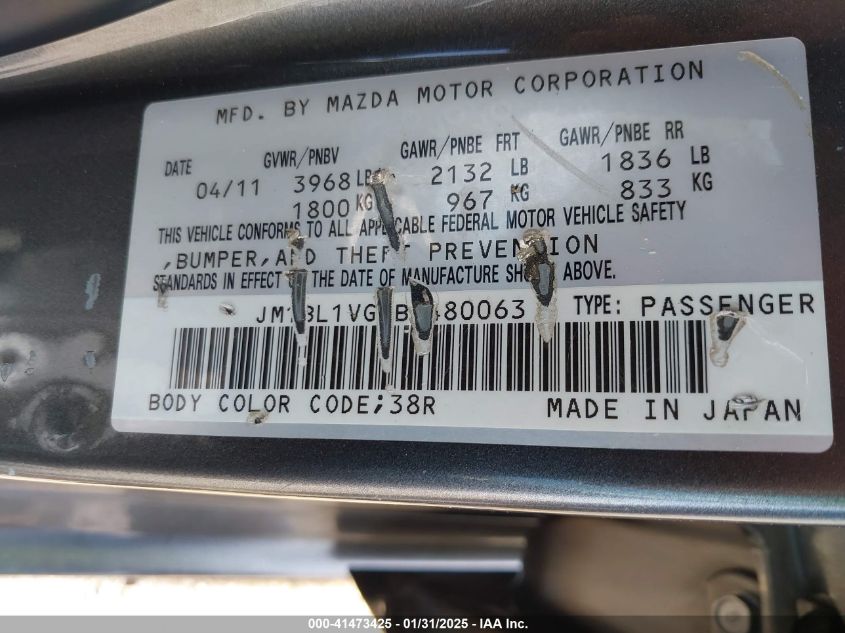 MFD. BY MAZDA MOTOR CORPORATION
DATE GVWR/PNBV GAWR/PNBE FRT GAWR/PNBE RR
04/11 3968 LB 2132 LB 1836 LB
1800 KG 967 KG 833 KG
THIS VEHICLE CONFORMS TO ALL APPLICABLE FEDERAL MOTOR VEHICLE SAFETY
,BUMPER,AND THEFT PREVENTION
STANDARDS IN EFFECT THE DATE OF MANUFACTURE ABOVE.
TYPE: PASSENGER
BODY COLOR CODE;38R MADE IN JAPAN
000-41473425 - 01/31/2025 - IAA Inc.